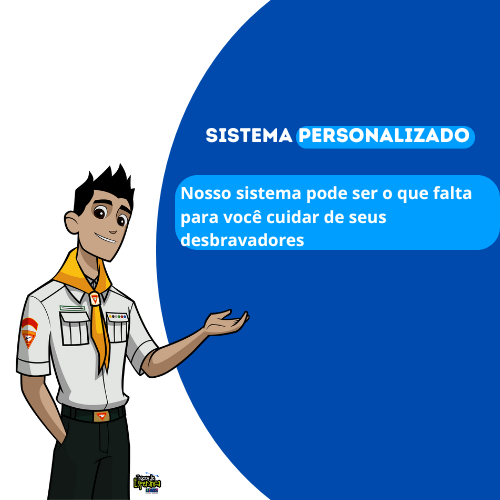 SISTEMA PERSONALIZADO
Nosso sistema pode ser o que falta
para você cuidar de seus
desbravadores